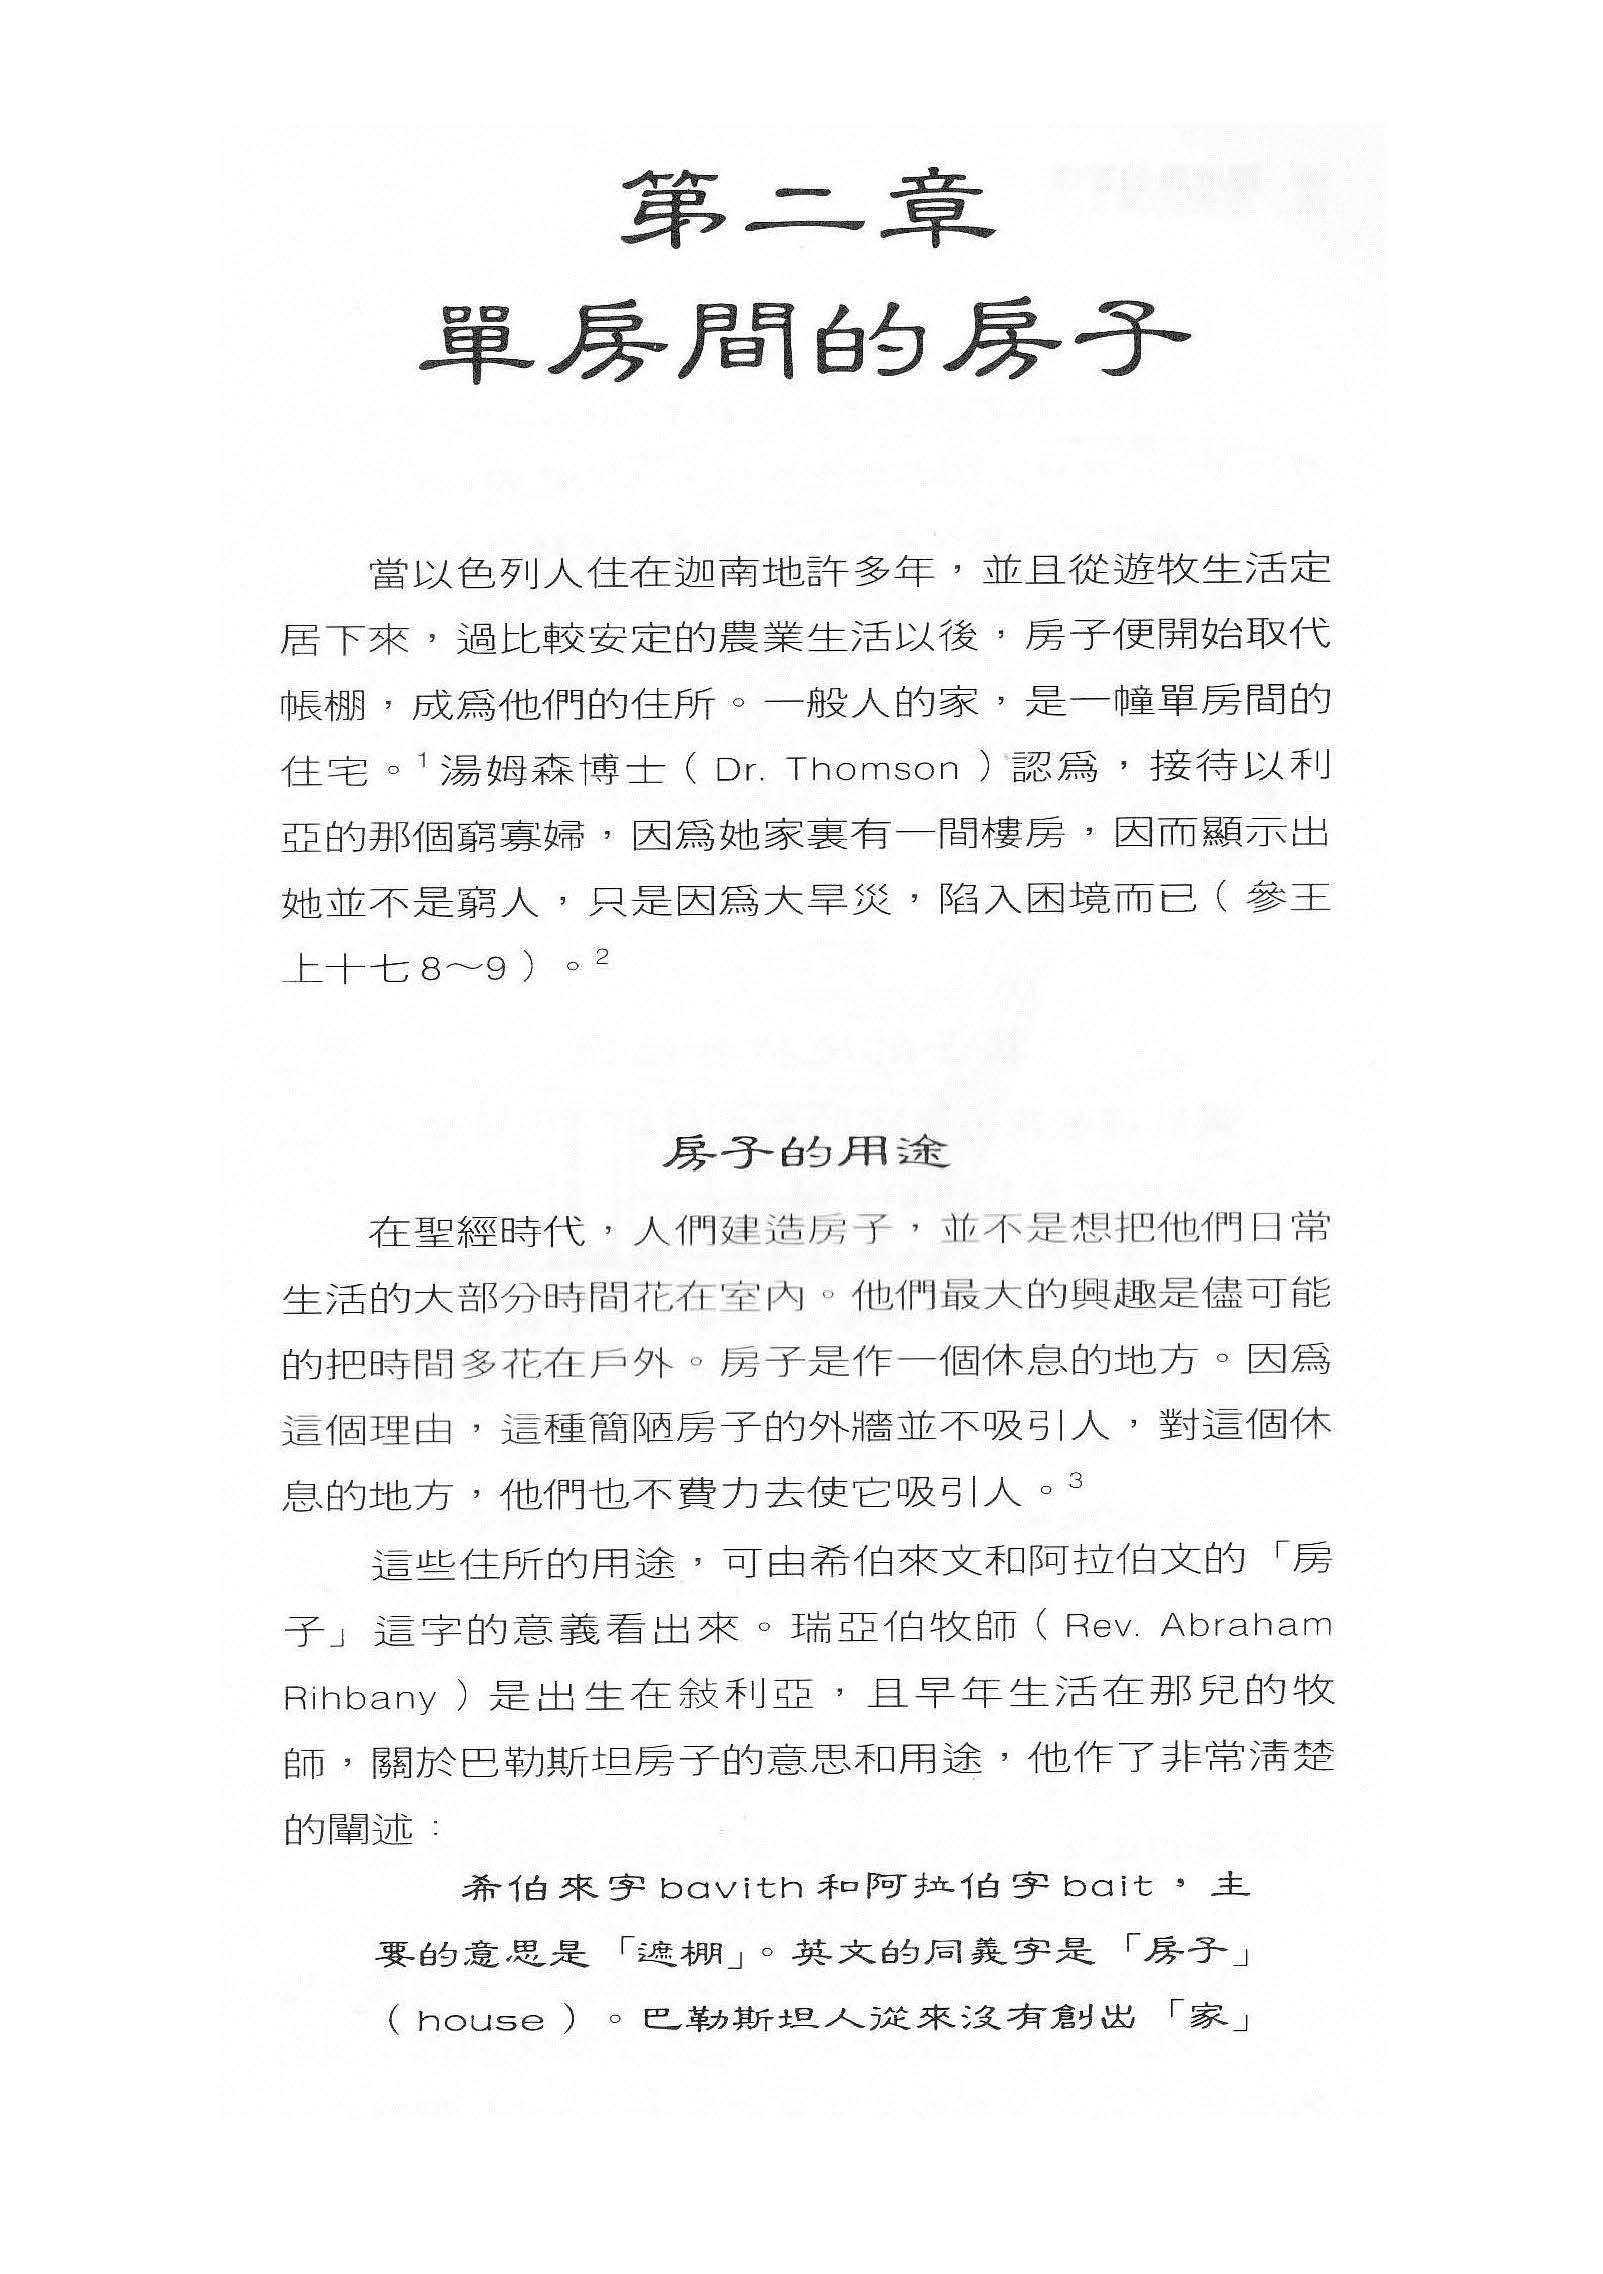 第二章
單房間的房子
當以色列人住在迦南地許多年，並且從遊牧生活定
居下來，過比較安定的農業生活以後，房子便開始取代
帳棚，成爲他們的住所。一般人的家，是一幢單房間的
住宅。1湯姆森博士（Dr. Thomson）認爲，接待以利
亞的那個窮寡婦，因爲她家裏有一間樓房，因而顯示出
她並不是窮人，只是因爲大旱災，陷入困境而已（參王
上十七8～9）。2
房子的用途
在聖經時代，人們建造房子，並不是想把他們日常
生活的大部分時間花在室內。他們最大的興趣是儘可能
的把時間多花在戶外。房子是作一個休息的地方。因爲
這個理由，這種簡陋房子的外牆並不吸引人，對這個休
息的地方，他們也不費力去使它吸引人。3
這些住所的用途，可由希伯來文和阿拉伯文的「房
子」這字的意義看出來。瑞亞伯牧師（Rev. Abraham
Rihbany）是出生在敍利亞，且早年生活在那兒的牧
師，關於巴勒斯坦房子的意思和用途，他作了非常清楚
的闡述：
希伯來字bavith和阿拉伯字bait，主
要的意思是「遮棚」。英文的同義字是「房子」
（house）。巴勒斯坦人從來沒有創出「家」